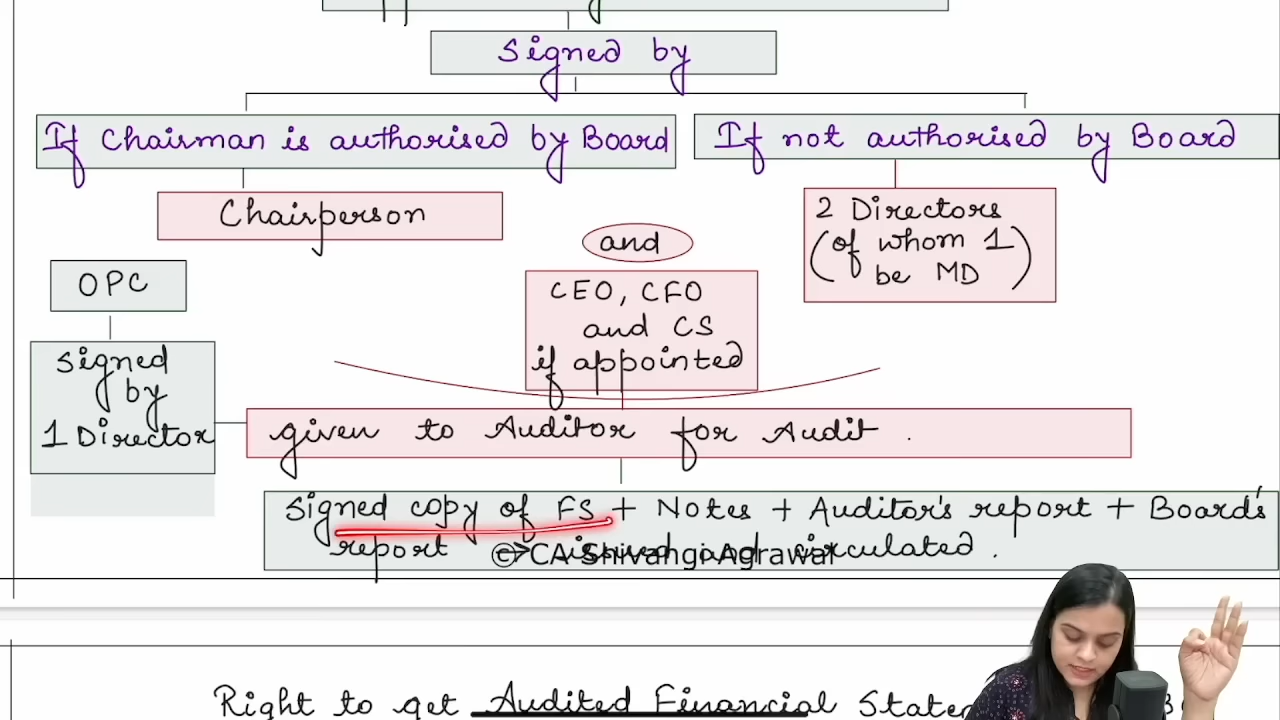 Signed by
If Chairman is authorised by Board
If not authorised by Board
Chairperson
2 Directors
(of whom 1
be MD)
and
CEO, CFO
and CS
if appointed
OPC
Signed
by
1 Director
given to Auditor for Audit .
Signed copy of FS + Notes + Auditor's report + Board's
report → issued and circulated .
© CA Shivangi Agrawal
Right to get Audited Financial